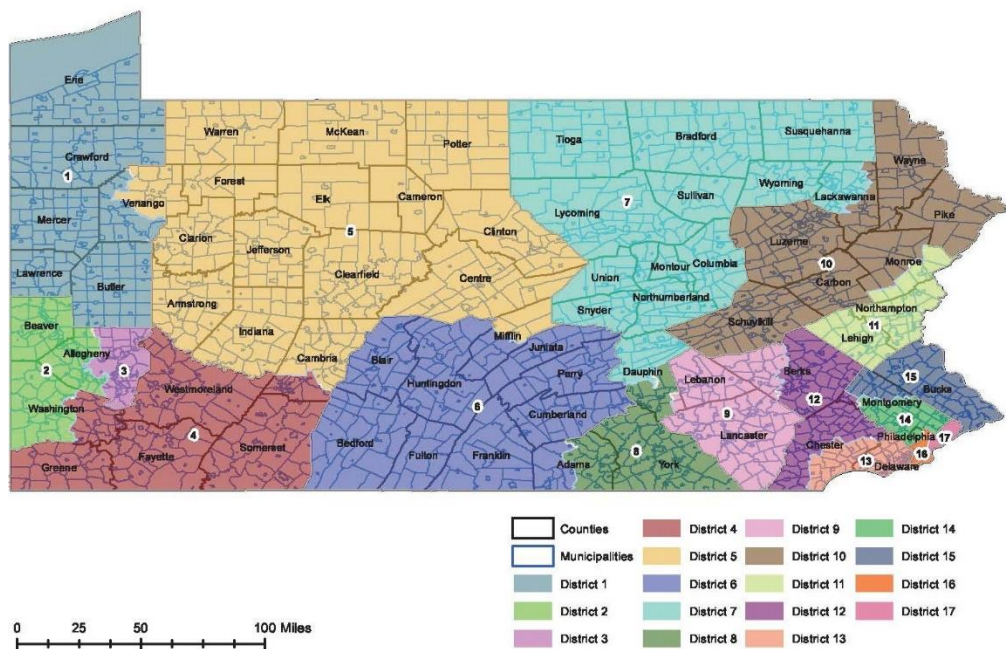 Erie
Warren
McKean
Tioga
Bradford
Susquehanna
Potter
Crawford
1
Wayne
Forest
Elk
Cameron
Sullivan
Wyoming
Lackawanna
Venango
7
Lycoming
Pike
Mercer
Clarion
5
Clinton
Jefferson
Luzerne
Monroe
Lawrence
Clearfield
Centre
Union
Montour
Columbia
10
Carbon
Butler
Armstrong
Northumberland
Northampton
Snyder
Beaver
Schuylkill
11
Indiana
Mifflin
Lehigh
Allegheny
Cambria
Blair
Juniata
Dauphin
Berks
2
3
Westmoreland
Huntingdon
Perry
Lebanon
15
Bucks
Washington
6
Cumberland
9
12
Montgomery
14
4
Bedford
Lancaster
Philadelphia
17
Greene
Fayette
Somerset
Fulton
Franklin
Adams
8
York
Chester
13
Delaware
16
Counties
Municipalities
District 1
District 2
District 3
District 4
District 5
District 6
District 7
District 8
District 9
District 10
District 11
District 12
District 13
District 14
District 15
District 16
District 17
0 25 50 100 Miles